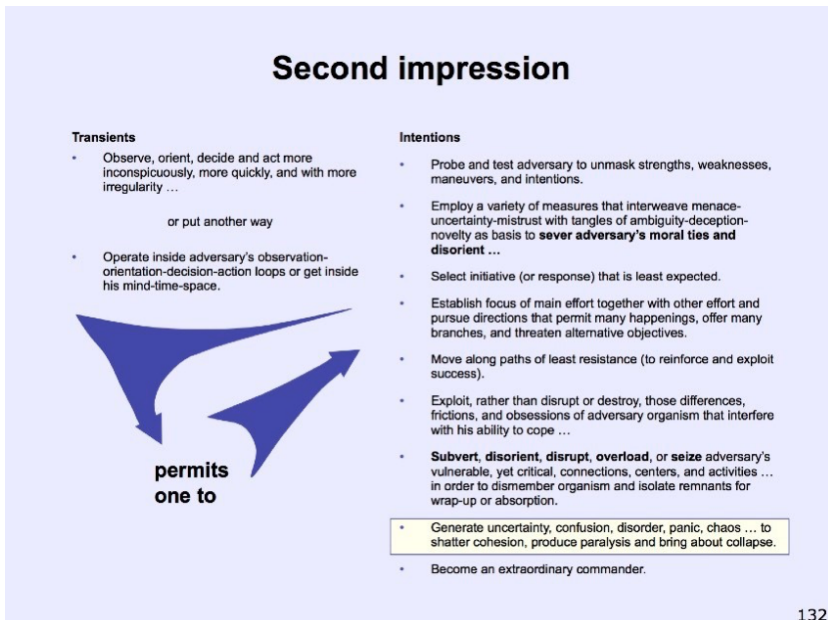 Second impression
Transients
• Observe, orient, decide and act more
inconspicuously, more quickly, and with more
irregularity …
or put another way
• Operate inside adversary's observation-
orientation-decision-action loops or get inside
his mind-time-space.
permits
one to
Intentions
• Probe and test adversary to unmask strengths, weaknesses,
maneuvers, and intentions.
• Employ a variety of measures that interweave menace-
uncertainty-mistrust with tangles of ambiguity-deception-
novelty as basis to sever adversary's moral ties and
disorient …
• Select initiative (or response) that is least expected.
• Establish focus of main effort together with other effort and
pursue directions that permit many happenings, offer many
branches, and threaten alternative objectives.
• Move along paths of least resistance (to reinforce and exploit
success).
• Exploit, rather than disrupt or destroy, those differences,
frictions, and obsessions of adversary organism that interfere
with his ability to cope …
• Subvert, disorient, disrupt, overload, or seize adversary's
vulnerable, yet critical, connections, centers, and activities …
in order to dismember organism and isolate remnants for
wrap-up or absorption.
• Generate uncertainty, confusion, disorder, panic, chaos … to
shatter cohesion, produce paralysis and bring about collapse.
• Become an extraordinary commander.
132